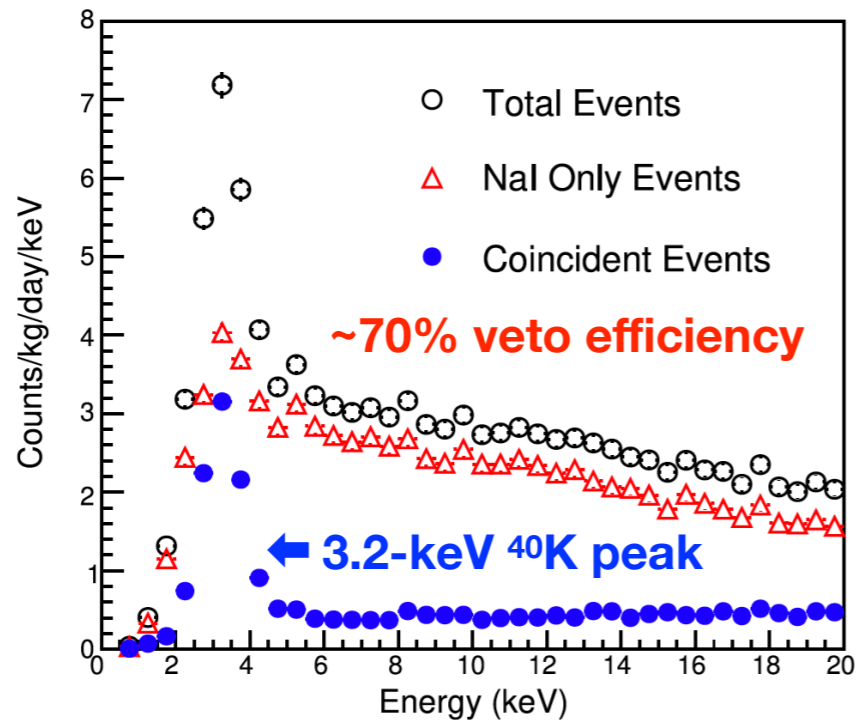 8
7
6
5
4
3
2
1
0
Counts/kg/day/keV
Total Events
NaI Only Events
Coincident Events
~70% veto efficiency
3.2-keV ⁴⁰K peak
0 2 4 6 8 10 12 14 16 18 20
Energy (keV)